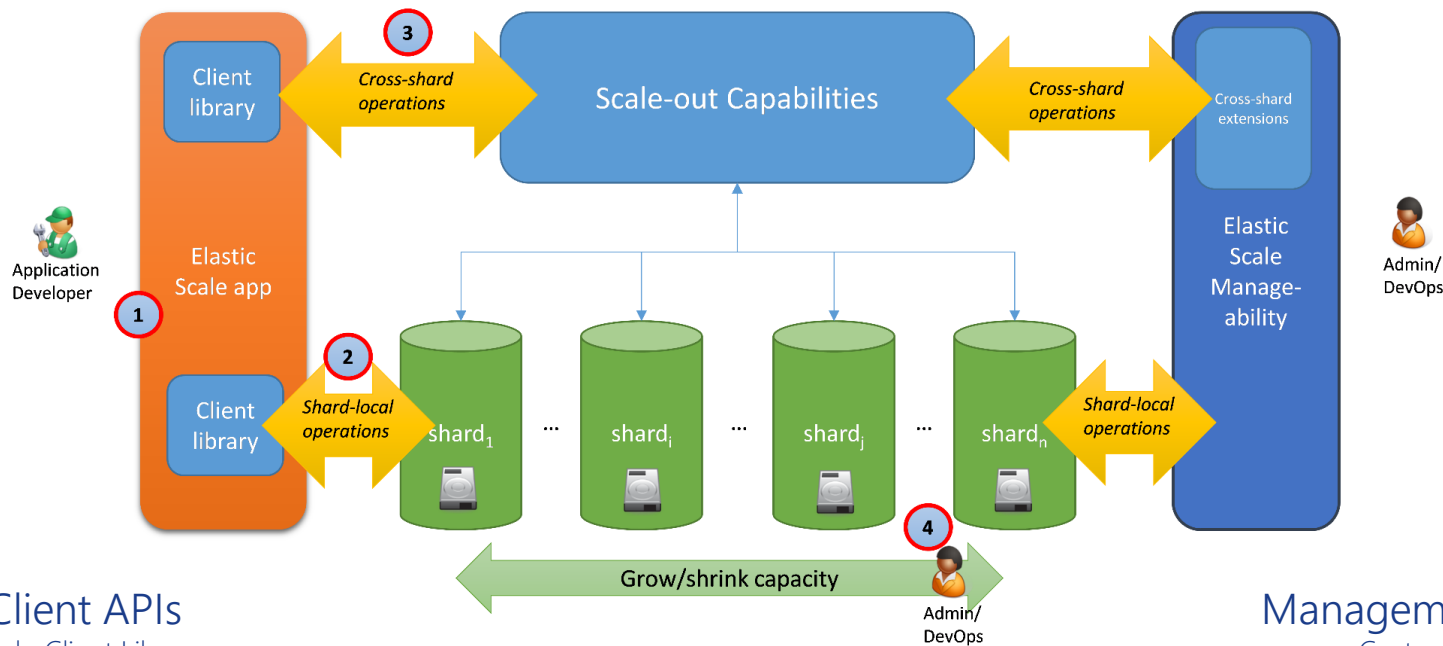 3
Client
library
Cross-shard
operations
Scale-out Capabilities
Cross-shard
operations
Cross-shard
extensions
Application
Developer
Elastic
Scale app
1
Elastic
Scale
Manage-
ability
Admin/
DevOps
2
Client
library
Shard-local
operations
shard1
...
shardi
...
shardj
...
shardn
Shard-local
operations
4
Grow/shrink capacity
Admin/
DevOps
Client APIs
Managem